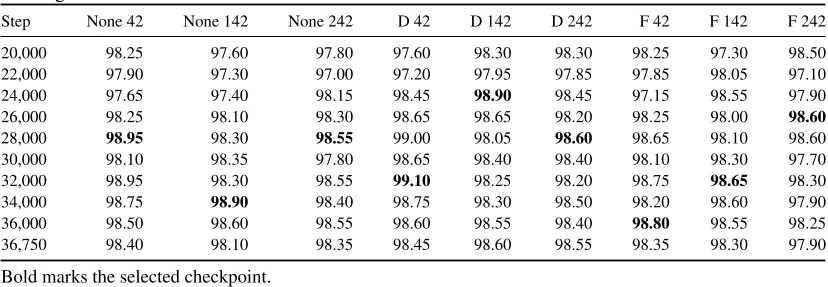 Step None 42 None 142 None 242 D 42 D 142 D 242 F 42 F 142 F 242
20,000 98.25 97.60 97.80 97.60 98.30 98.30 98.25 97.30 98.50
22,000 97.90 97.30 97.00 97.20 97.95 97.85 97.85 98.05 97.10
24,000 97.65 97.40 98.15 98.45 98.90 98.45 97.15 98.55 97.90
26,000 98.25 98.10 98.30 98.65 98.65 98.20 98.25 98.00 98.60
28,000 98.95 98.30 98.55 99.00 98.05 98.60 98.65 98.10 98.60
30,000 98.10 98.35 97.80 98.65 98.40 98.40 98.10 98.30 97.70
32,000 98.95 98.30 98.55 99.10 98.25 98.20 98.75 98.65 98.30
34,000 98.75 98.90 98.40 98.75 98.30 98.50 98.20 98.60 97.90
36,000 98.50 98.60 98.55 98.60 98.55 98.40 98.80 98.55 98.25
36,750 98.40 98.10 98.35 98.45 98.60 98.55 98.35 98.30 97.90
Bold marks the selected checkpoint.